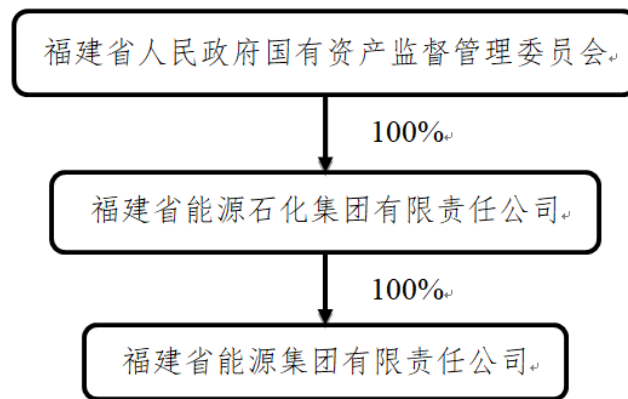 福建省人民政府国有资产监督管理委员会
100%
福建省能源石化集团有限责任公司
100%
福建省能源集团有限责任公司